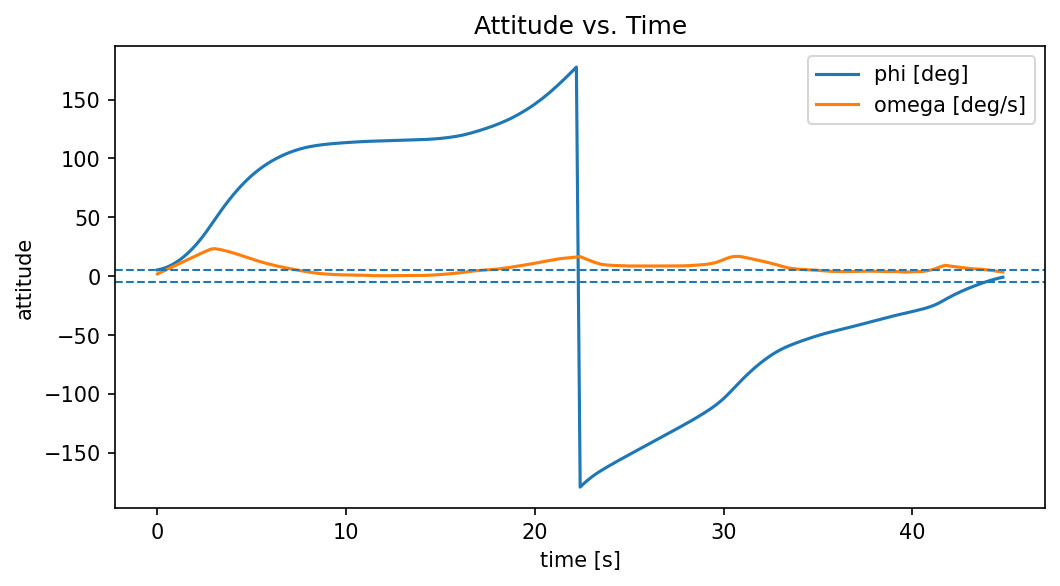 Attitude vs. Time
phi [deg]
omega [deg/s]
attitude
150
100
50
0
−50
−100
−150
0 10 20 30 40
time [s]